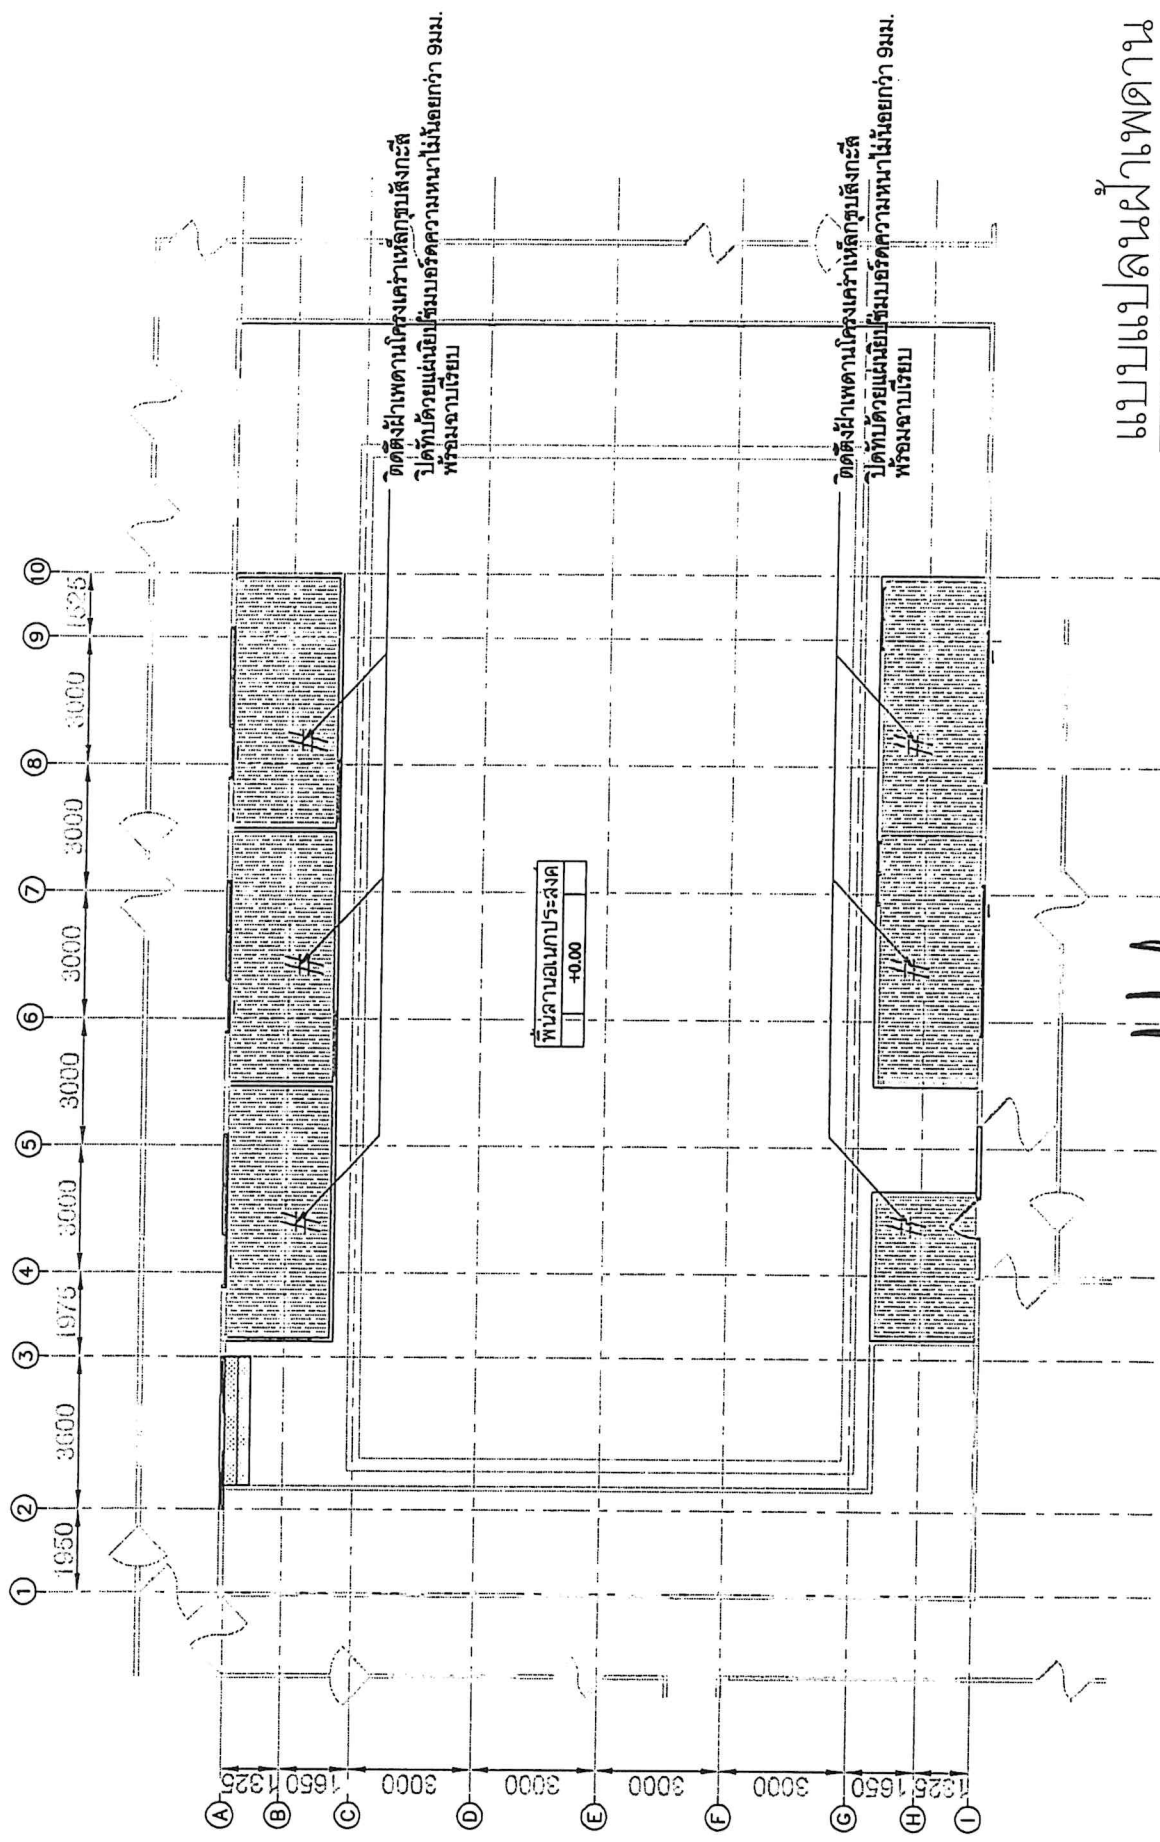 แบบแปลนฝ้าเพดาน
1 2 3 4 5 6 7 8 9 10
1950 3600 1975 3000 3000 3000 3000 3000 1525
A
1325
B
1650
C
3000
D
3000
E
3000
F
3000
G
1650
H
1325
I
ติดตั้งฝ้าเพดานโครงเคร่าเหล็กชุบสังกะสี
ปิดทับด้วยแผ่นยิปซั่มบอร์ดความหนาไม่น้อยกว่า 9มม.
พร้อมฉาบเรียบ
พื้นลานอเนกประสงค์
+0.00
ติดตั้งฝ้าเพดานโครงเคร่าเหล็กชุบสังกะสี
ปิดทับด้วยแผ่นยิปซั่มบอร์ดความหนาไม่น้อยกว่า 9มม.
พร้อมฉาบเรียบ